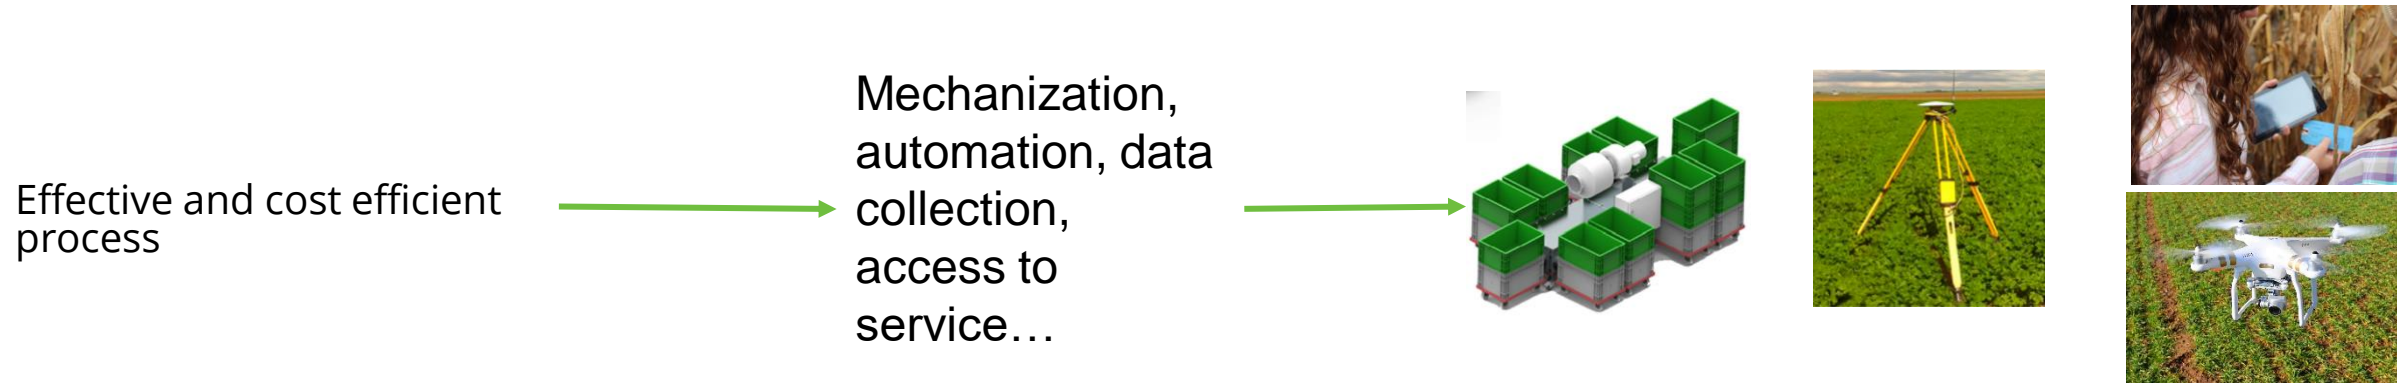 Effective and cost efficient
process
Mechanization,
automation, data
collection,
access to
service…